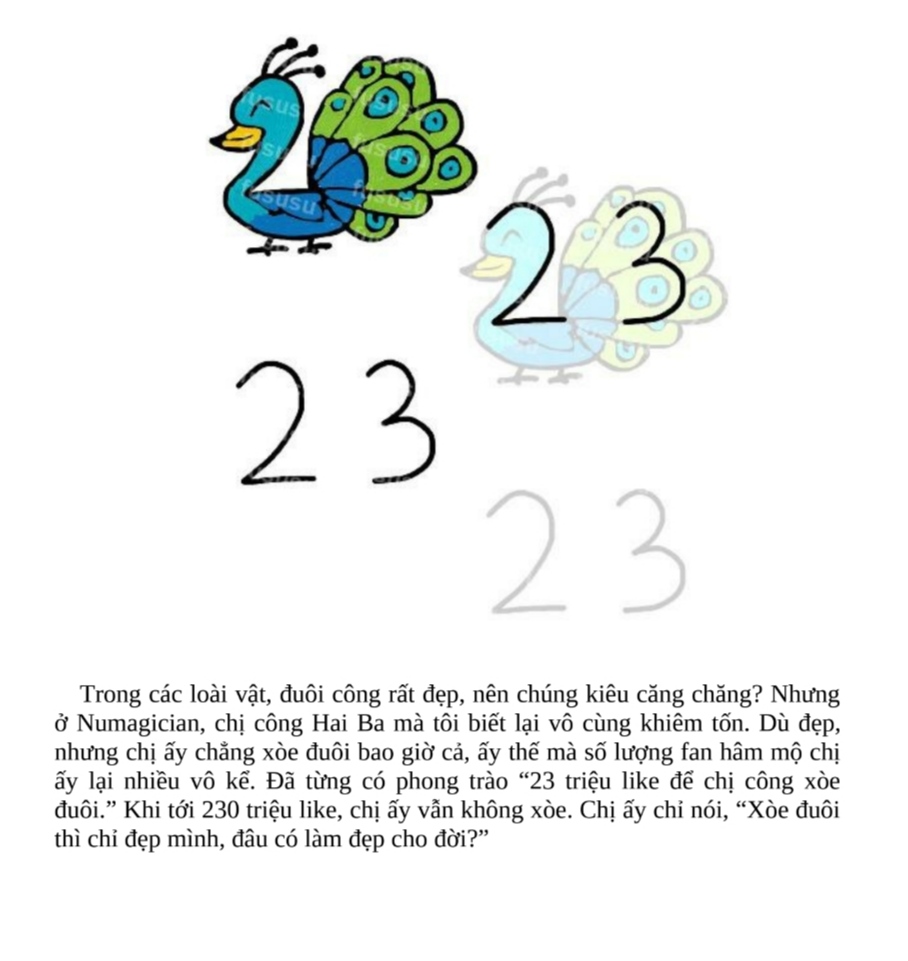 fususu
fususu
fususu
fususu
fususu
fususu
23
23
23
Trong các loài vật, đuôi công rất đẹp, nên chúng kiêu căng chăng? Nhưng
ở Numagician, chị công Hai Ba mà tôi biết lại vô cùng khiêm tốn. Dù đẹp,
nhưng chị ấy chẳng xòe đuôi bao giờ cả, ấy thế mà số lượng fan hâm mộ chị
ấy lại nhiều vô kể. Đã từng có phong trào “23 triệu like để chị công xòe
đuôi.” Khi tới 230 triệu like, chị ấy vẫn không xòe. Chị ấy chỉ nói, “Xòe đuôi
thì chỉ đẹp mình, đâu có làm đẹp cho đời?”